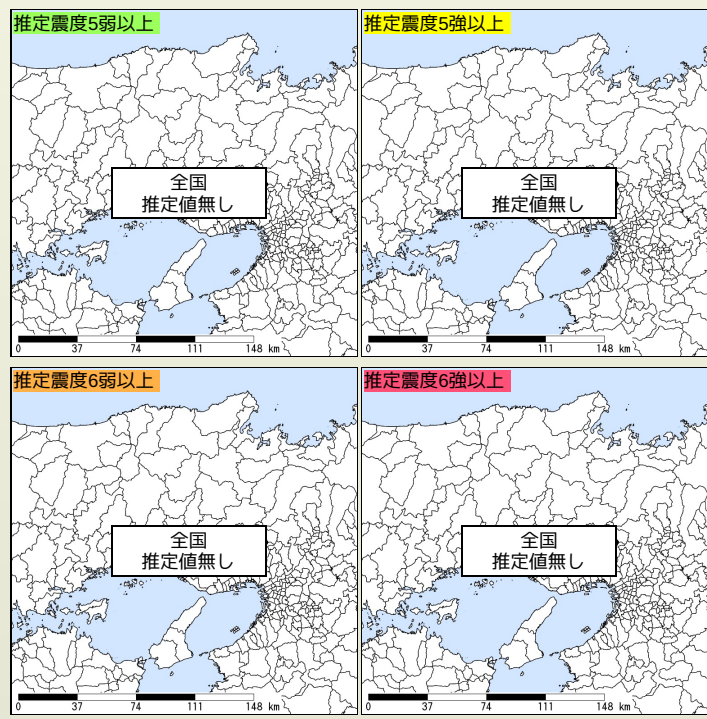 推定震度5弱以上
全国
推定値無し
0 37 74 111 148 km
推定震度5強以上
全国
推定値無し
0 37 74 111 148 km
推定震度6弱以上
全国
推定値無し
0 37 74 111 148 km
推定震度6強以上
全国
推定値無し
0 37 74 111 148 km